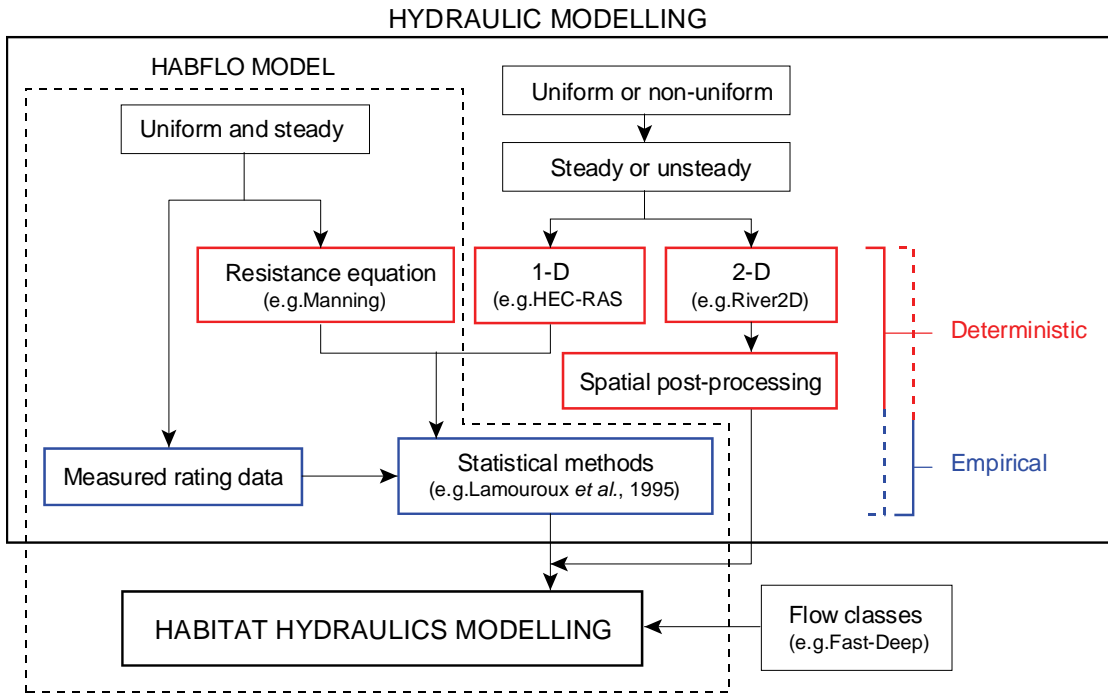 HYDRAULIC MODELLING
HABFLO MODEL
Uniform or non-uniform
Uniform and steady
Steady or unsteady
Resistance equation
(e.g.Manning)
1-D
(e.g.HEC-RAS
2-D
(e.g.River2D)
Deterministic
Spatial post-processing
Measured rating data
Statistical methods
(e.g.Lamouroux et al., 1995)
Empirical
HABITAT HYDRAULICS MODELLING
Flow classes
(e.g.Fast-Deep)